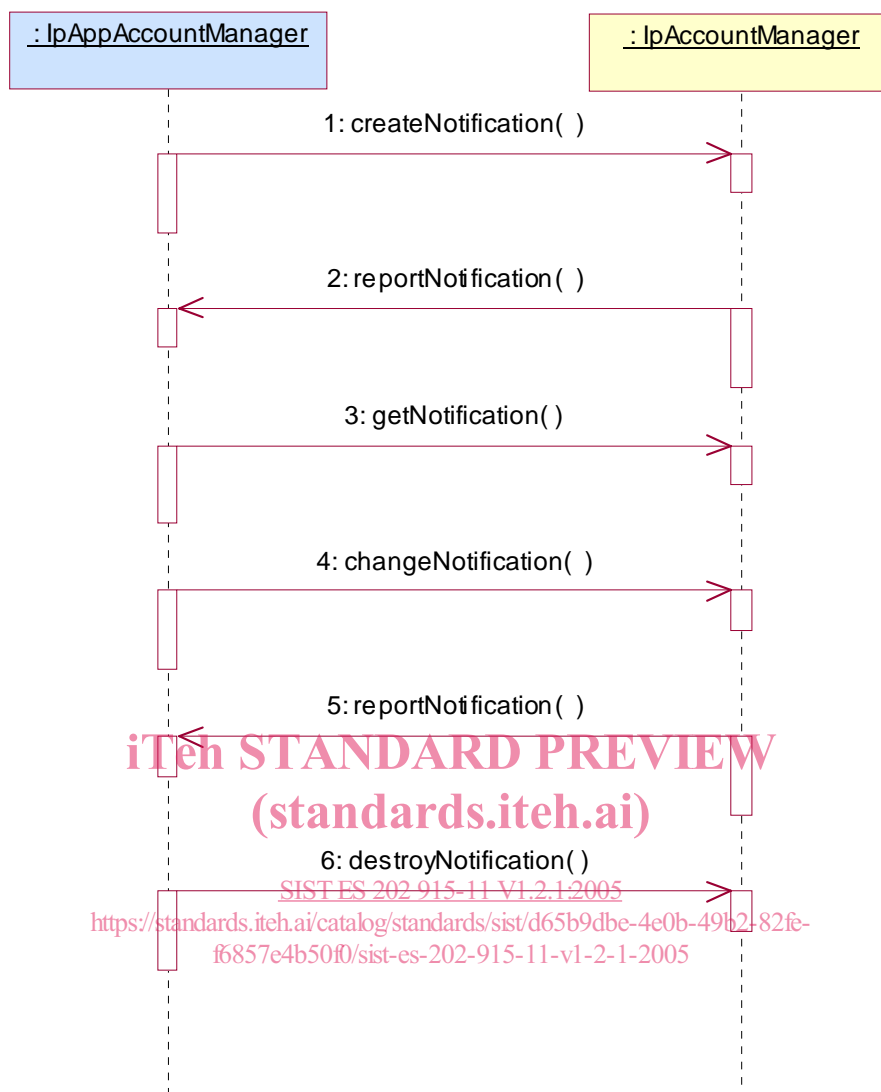 : IpAppAccountManager
: IpAccountManager
1: createNotification( )
2: reportNotification( )
3: getNotification( )
4: changeNotification( )
5: reportNotification( )
iTeh STANDARD PREVIEW
(standards.iteh.ai)
6: destroyNotification( )
SIST ES 202 915-11 V1.2.1:2005
https://standards.iteh.ai/catalog/standards/sist/d65b9dbe-4e0b-49b2-82fe-
f6857e4b50f0/sist-es-202-915-11-v1-2-1-2005